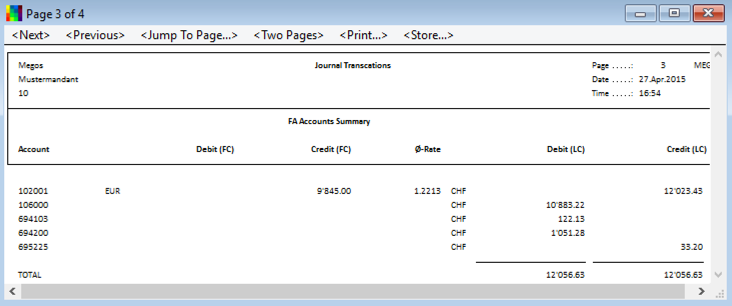 Page 3 of 4
<Next> <Previous> <Jump To Page...> <Two Pages> <Print...> <Store...>
Megos Journal Transcations Page .....: 3 MEG
Mustermandant Date .....: 27.Apr.2015
10 Time .....: 16:54
FA Accounts Summary
Account Debit (FC) Credit (FC) Ø-Rate Debit (LC) Credit (LC)
102001 EUR 9'845.00 1.2213 CHF 12'023.43
106000 CHF 10'883.22
694103 CHF 122.13
694200 CHF 1'051.28
695225 CHF 33.20
TOTAL 12'056.63 12'056.63